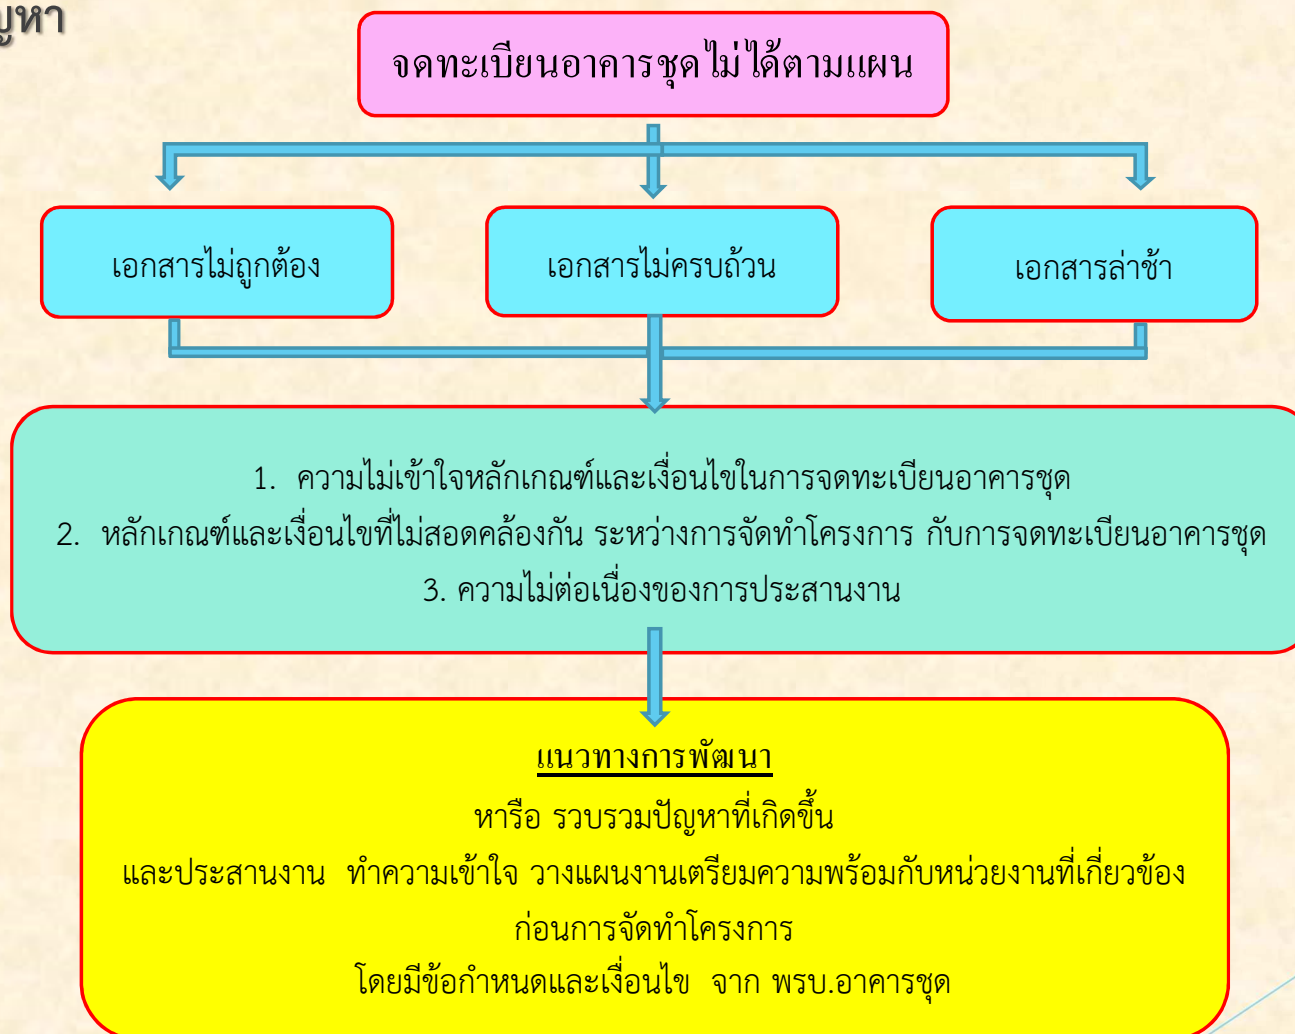 จดทะเบียนอาคารชุดไม่ได้ตามแผน
เอกสารไม่ถูกต้อง
เอกสารไม่ครบถ้วน
เอกสารล่าช้า
1. ความไม่เข้าใจหลักเกณฑ์และเงื่อนไขในการจดทะเบียนอาคารชุด
2. หลักเกณฑ์และเงื่อนไขที่ไม่สอดคล้องกัน ระหว่างการจัดทำโครงการ กับการจดทะเบียนอาคารชุด
3. ความไม่ต่อเนื่องของการประสานงาน
แนวทางการพัฒนา
หารือ รวบรวมปัญหาที่เกิดขึ้น
และประสานงาน ทำความเข้าใจ วางแผนงานเตรียมความพร้อมกับหน่วยงานที่เกี่ยวข้อง
ก่อนการจัดทำโครงการ
โดยมีข้อกำหนดและเงื่อนไข จาก พรบ.อาคารชุด